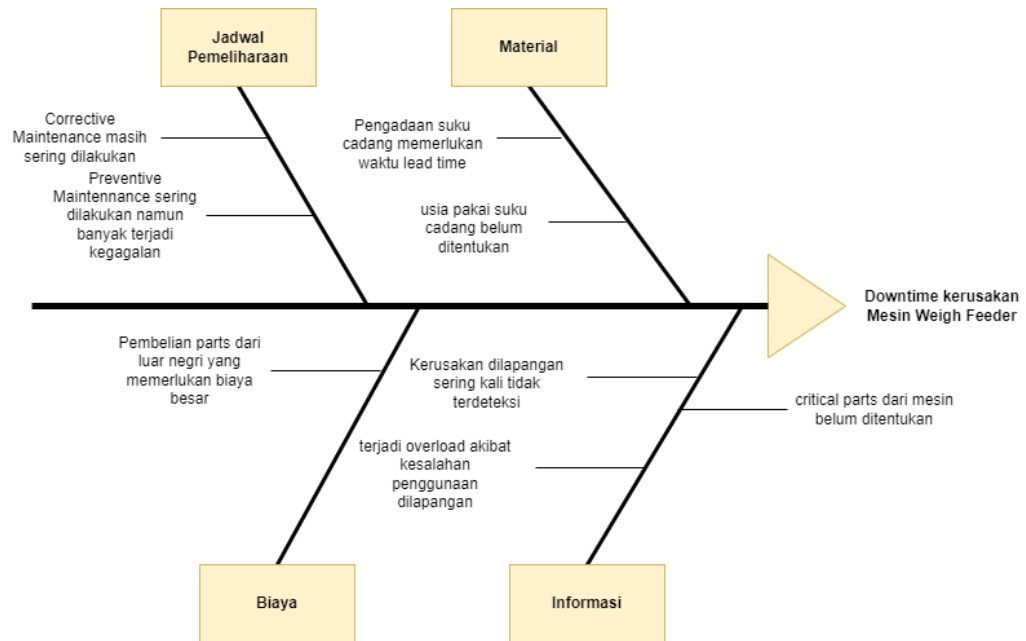 Jadwal
Pemeliharaan
Material
Corrective
Maintenance masih
sering dilakukan
Preventive
Maintennance sering
dilakukan namun
banyak terjadi
kegagalan
Pengadaan suku
cadang memerlukan
waktu lead time
usia pakai suku
cadang belum
ditentukan
Downtime kerusakan
Mesin Weigh Feeder
Pembelian parts dari
luar negri yang
memerlukan biaya
besar
Kerusakan dilapangan
sering kali tidak
terdeteksi
critical parts dari mesin
belum ditentukan
terjadi overload akibat
kesalahan
penggunaan
dilapangan
Biaya
Informasi